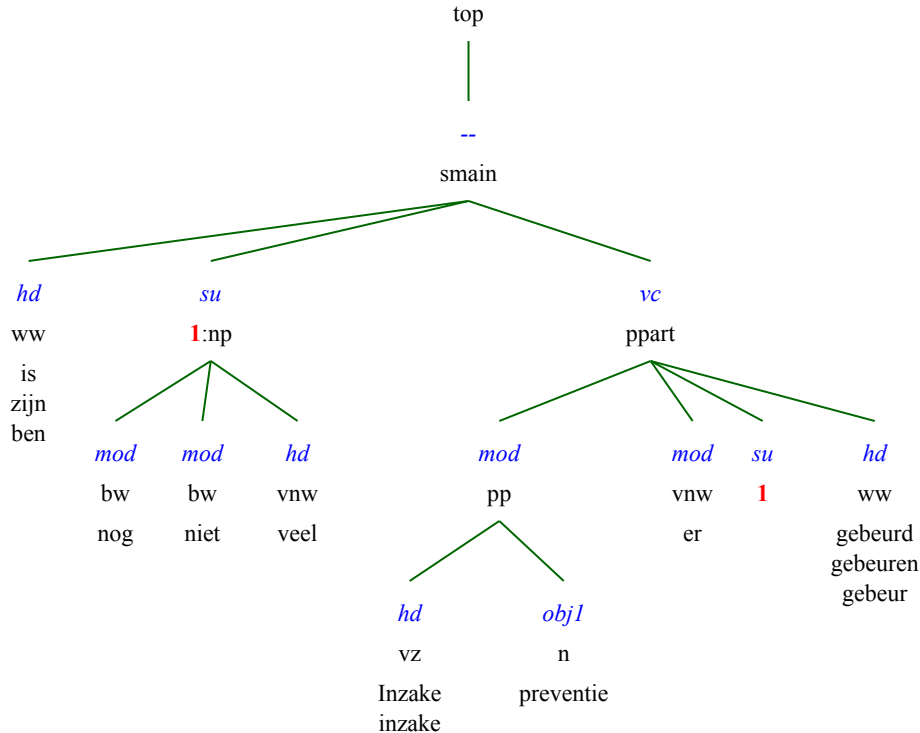 top
--
smain
hd su vc
ww 1:np ppart
is
zijn
ben
mod mod hd mod mod su hd
bw bw vnw pp vnw 1 ww
nog niet veel er gebeurd
gebeuren
gebeur
hd obj1
vz n
Inzake preventie
inzake